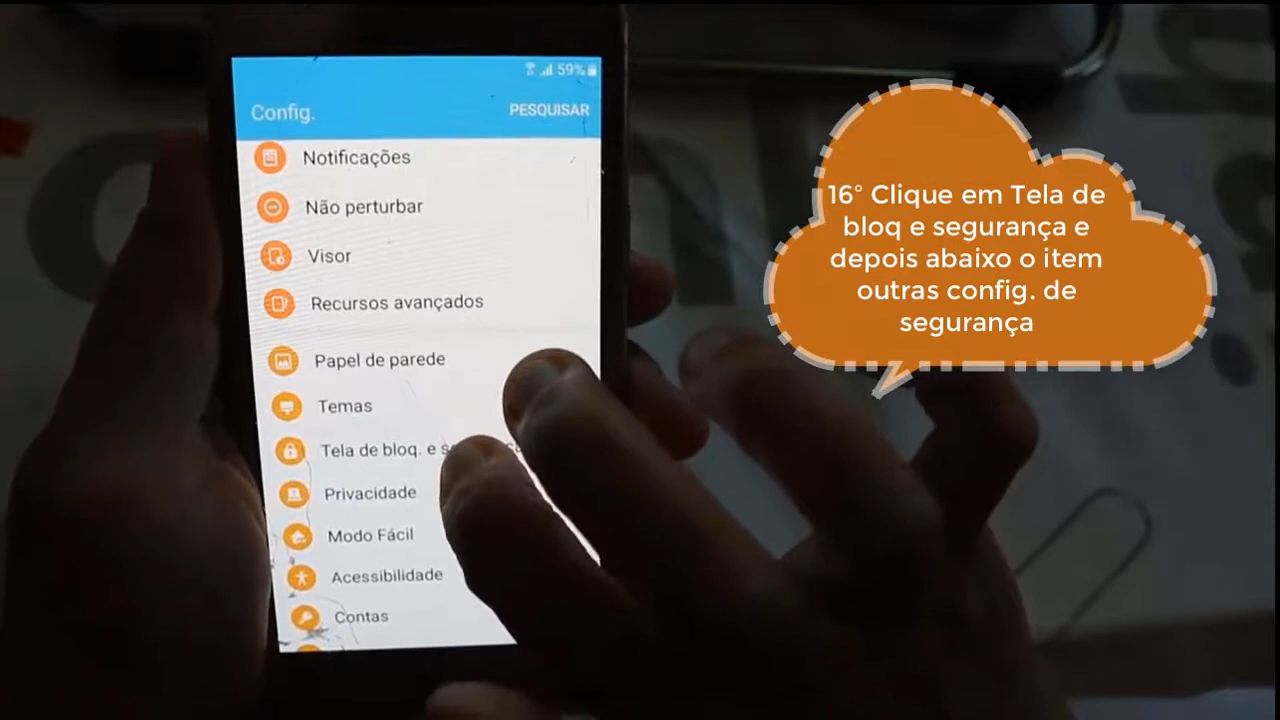 59%
Config.
PESQUISAR
Notificações
Não perturbar
Visor
Recursos avançados
Papel de parede
Temas
Tela de bloq. e
Privacidade
Modo Fácil
Acessibilidade
Contas
16° Clique em Tela de
bloq e segurança e
depois abaixo o item
outras config. de
segurança